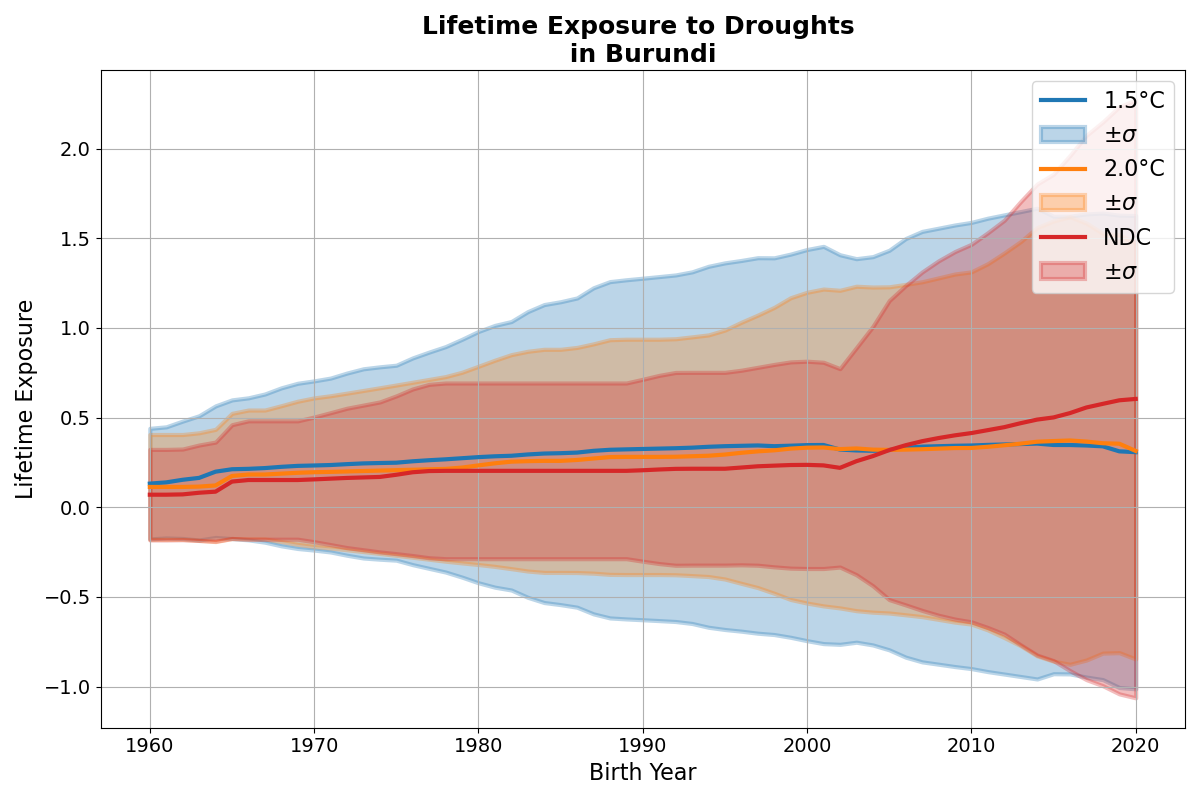 Lifetime Exposure to Droughts
in Burundi
1.5°C
±σ
2.0°C
±σ
NDC
±σ
Lifetime Exposure
2.0
1.5
1.0
0.5
0.0
−0.5
−1.0
1960 1970 1980 1990 2000 2010 2020
Birth Year